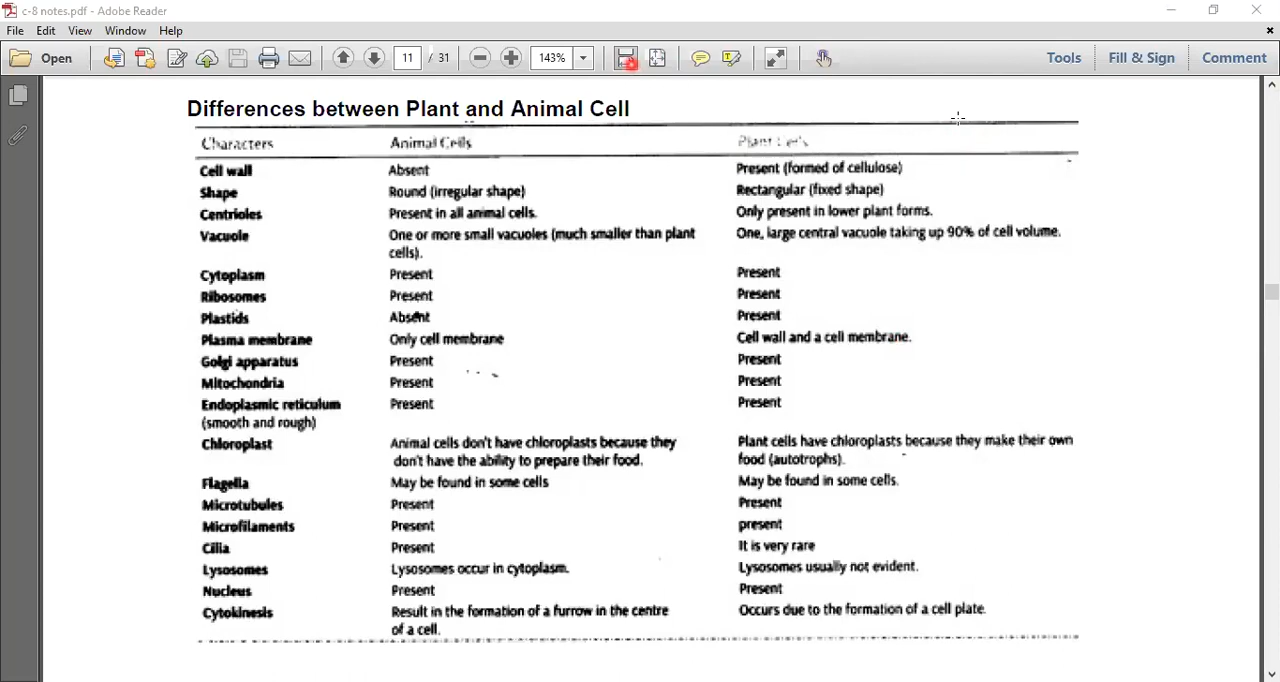 c-8 notes.pdf - Adobe Reader
File Edit View Window Help
Open 11 / 31 143% Tools Fill & Sign Comment
Differences between Plant and Animal Cell
Characters Animal Cells Plant Cells
Cell wall Absent Present (formed of cellulose)
Shape Round (irregular shape) Rectangular (fixed shape)
Centrioles Present in all animal cells. Only present in lower plant forms.
Vacuole One or more small vacuoles (much smaller than plant One, large central vacuole taking up 90% of cell volume.
cells).
Cytoplasm Present Present
Ribosomes Present Present
Plastids Absent Present
Plasma membrane Only cell membrane Cell wall and a cell membrane.
Golgi apparatus Present Present
Mitochondria Present Present
Endoplasmic reticulum Present Present
(smooth and rough)
Chloroplast Animal cells don't have chloroplasts because they Plant cells have chloroplasts because they make their own
don't have the ability to prepare their food. food (autotrophs).
Flagella May be found in some cells May be found in some cells.
Microtubules Present Present
Microfilaments Present present
Cilia Present It is very rare
Lysosomes Lysosomes occur in cytoplasm. Lysosomes usually not evident.
Nucleus Present Present
Cytokinesis Result in the formation of a furrow in the centre Occurs due to the formation of a cell plate.
of a cell.